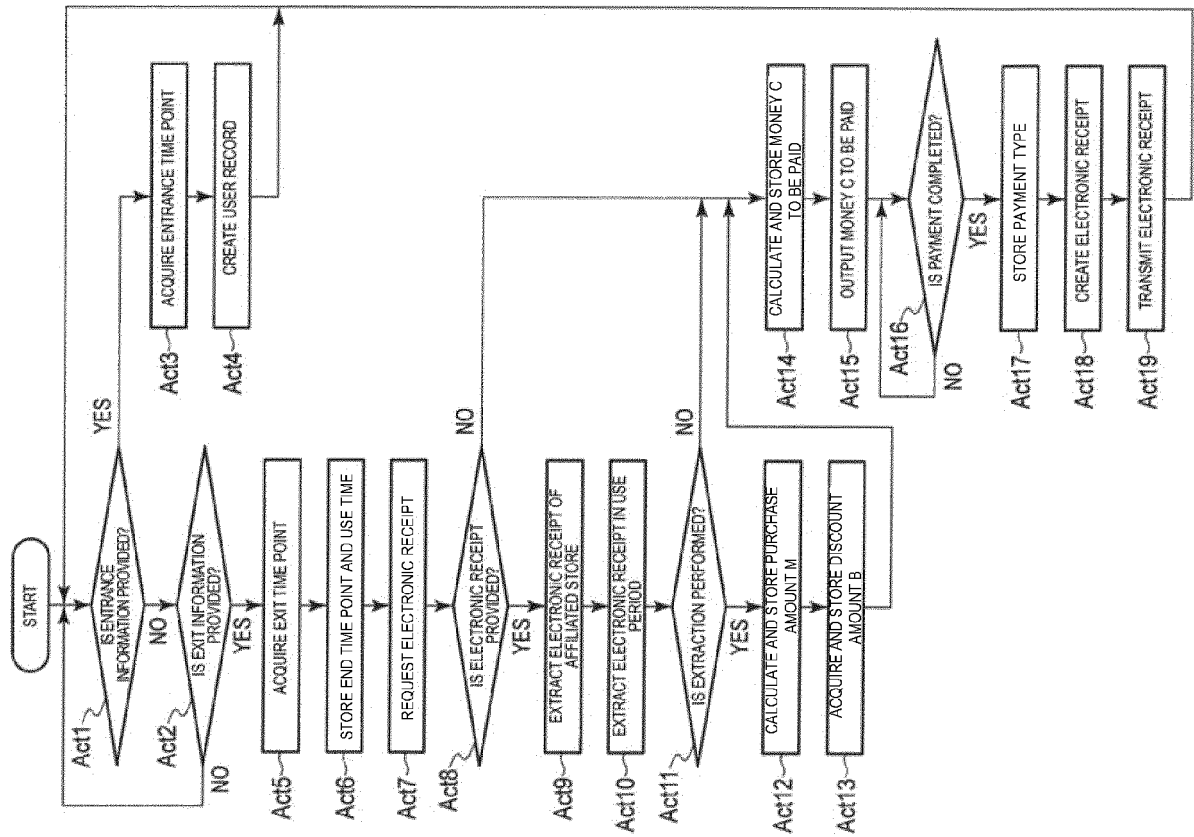 START
Act1
IS ENTRANCE
INFORMATION PROVIDED?
YES
NO
Act2
IS EXIT INFORMATION
PROVIDED?
NO
YES
Act3
ACQUIRE ENTRANCE TIME POINT
Act4
CREATE USER RECORD
Act5
ACQUIRE EXIT TIME POINT
Act6
STORE END TIME POINT AND USE TIME
Act7
REQUEST ELECTRONIC RECEIPT
Act8
IS ELECTRONIC RECEIPT
PROVIDED?
NO
YES
Act9
EXTRACT ELECTRONIC RECEIPT OF
AFFILIATED STORE
Act10
EXTRACT ELECTRONIC RECEIPT IN USE
PERIOD
Act11
IS EXTRACTION PERFORMED?
NO
YES
Act12
CALCULATE AND STORE PURCHASE
AMOUNT M
Act13
ACQUIRE AND STORE DISCOUNT
AMOUNT B
Act14
CALCULATE AND STORE MONEY C
TO BE PAID
Act15
OUTPUT MONEY C TO BE PAID
Act16
IS PAYMENT COMPLETED?
NO
YES
Act17
STORE PAYMENT TYPE
Act18
CREATE ELECTRONIC RECEIPT
Act19
TRANSMIT ELECTRONIC RECEIPT